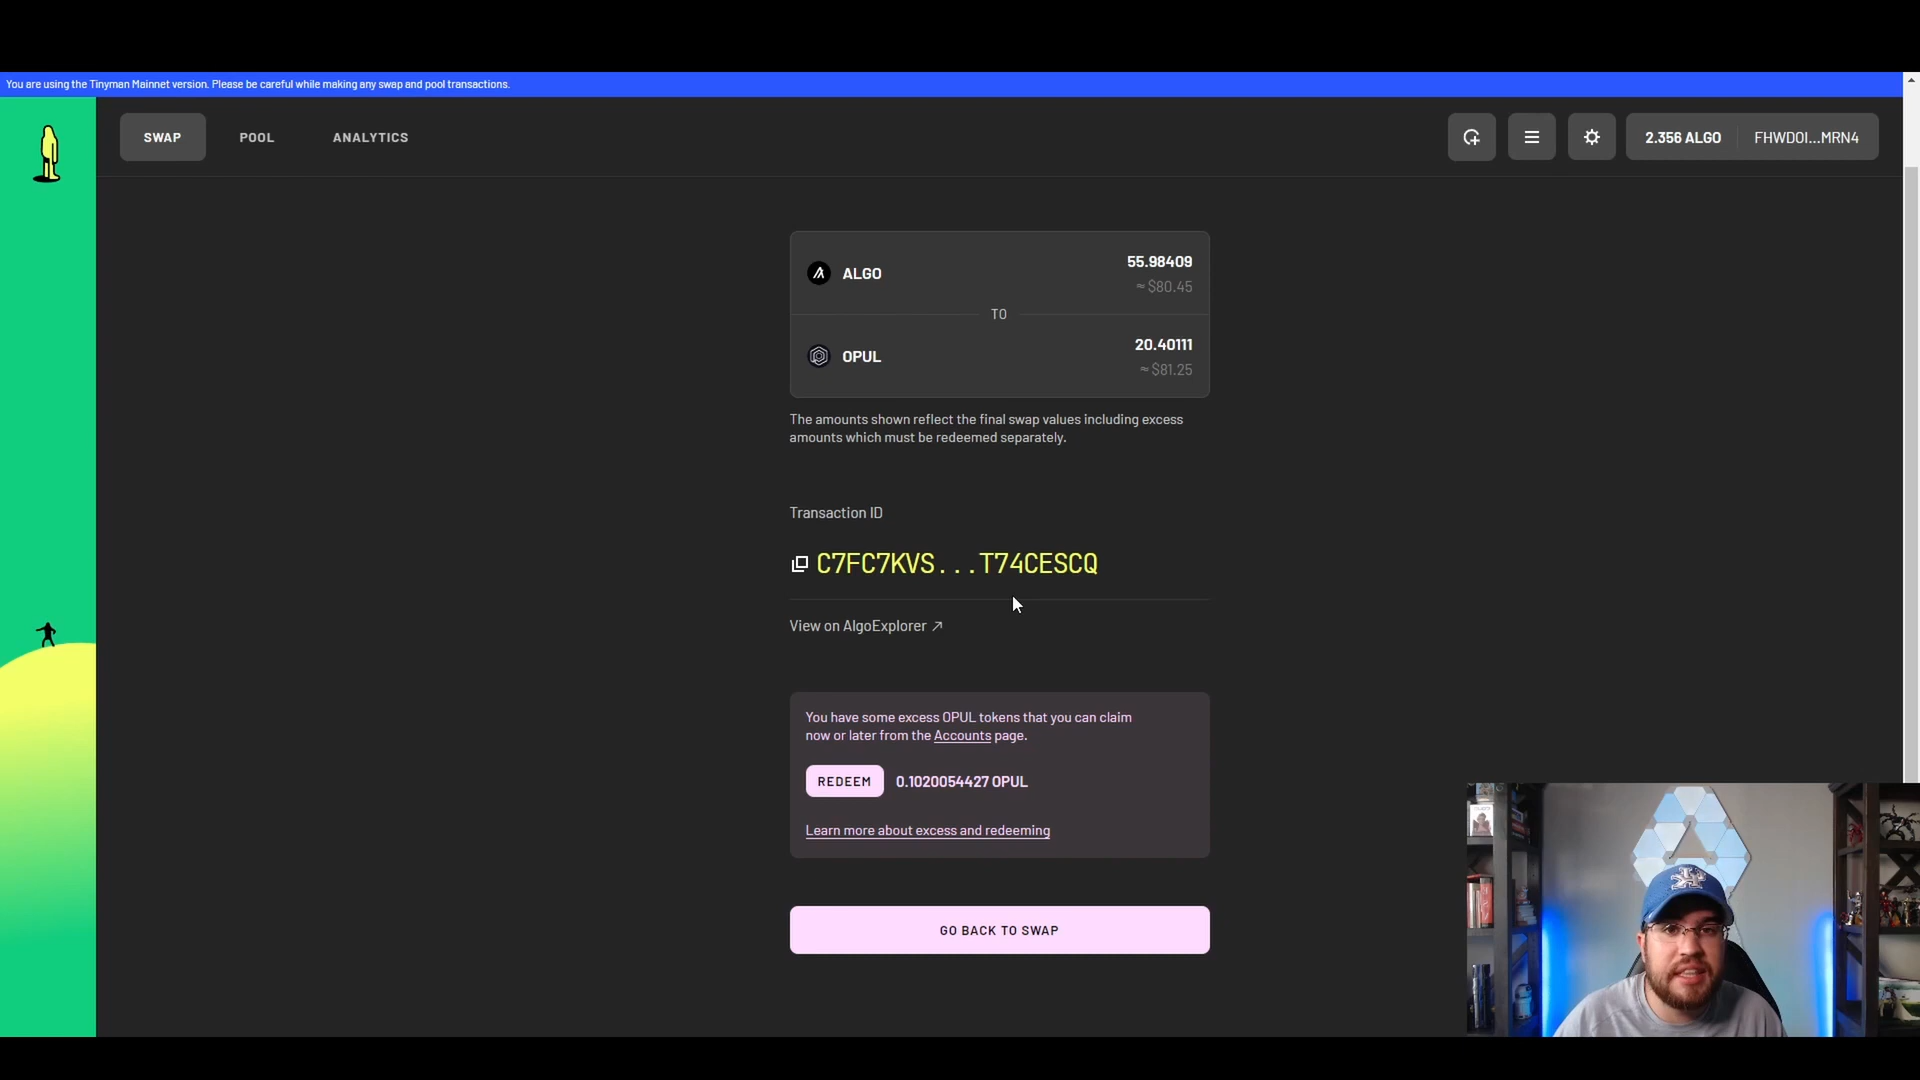 You are using the Tinyman Mainnet version. Please be careful while making any swap and pool transactions.
SWAP
POOL
ANALYTICS
2.356 ALGO
FHWDOI...MRN4
ALGO
55.98409
≈ $80.45
TO
OPUL
20.40111
≈ $81.25
The amounts shown reflect the final swap values including excess
amounts which must be redeemed separately.
Transaction ID
C7FC7KVS...T74CESCQ
View on AlgoExplorer ↗
You have some excess OPUL tokens that you can claim
now or later from the Accounts page.
REDEEM
0.1020054427 OPUL
Learn more about excess and redeeming
GO BACK TO SWAP